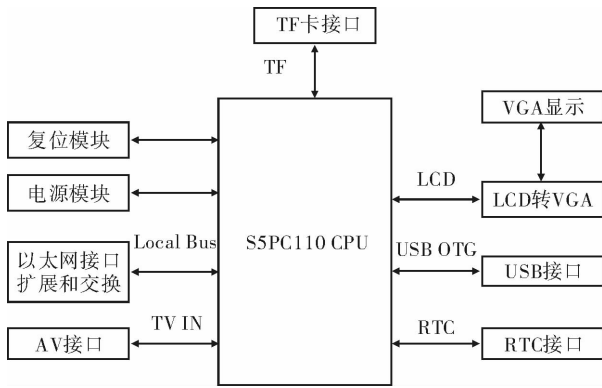 TF卡接口
TF
VGA显示
复位模块
电源模块
LCD
LCD转VGA
以太网接口
扩展和交换
Local Bus
S5PC110 CPU
USB OTG
USB接口
AV接口
TV IN
RTC
RTC接口